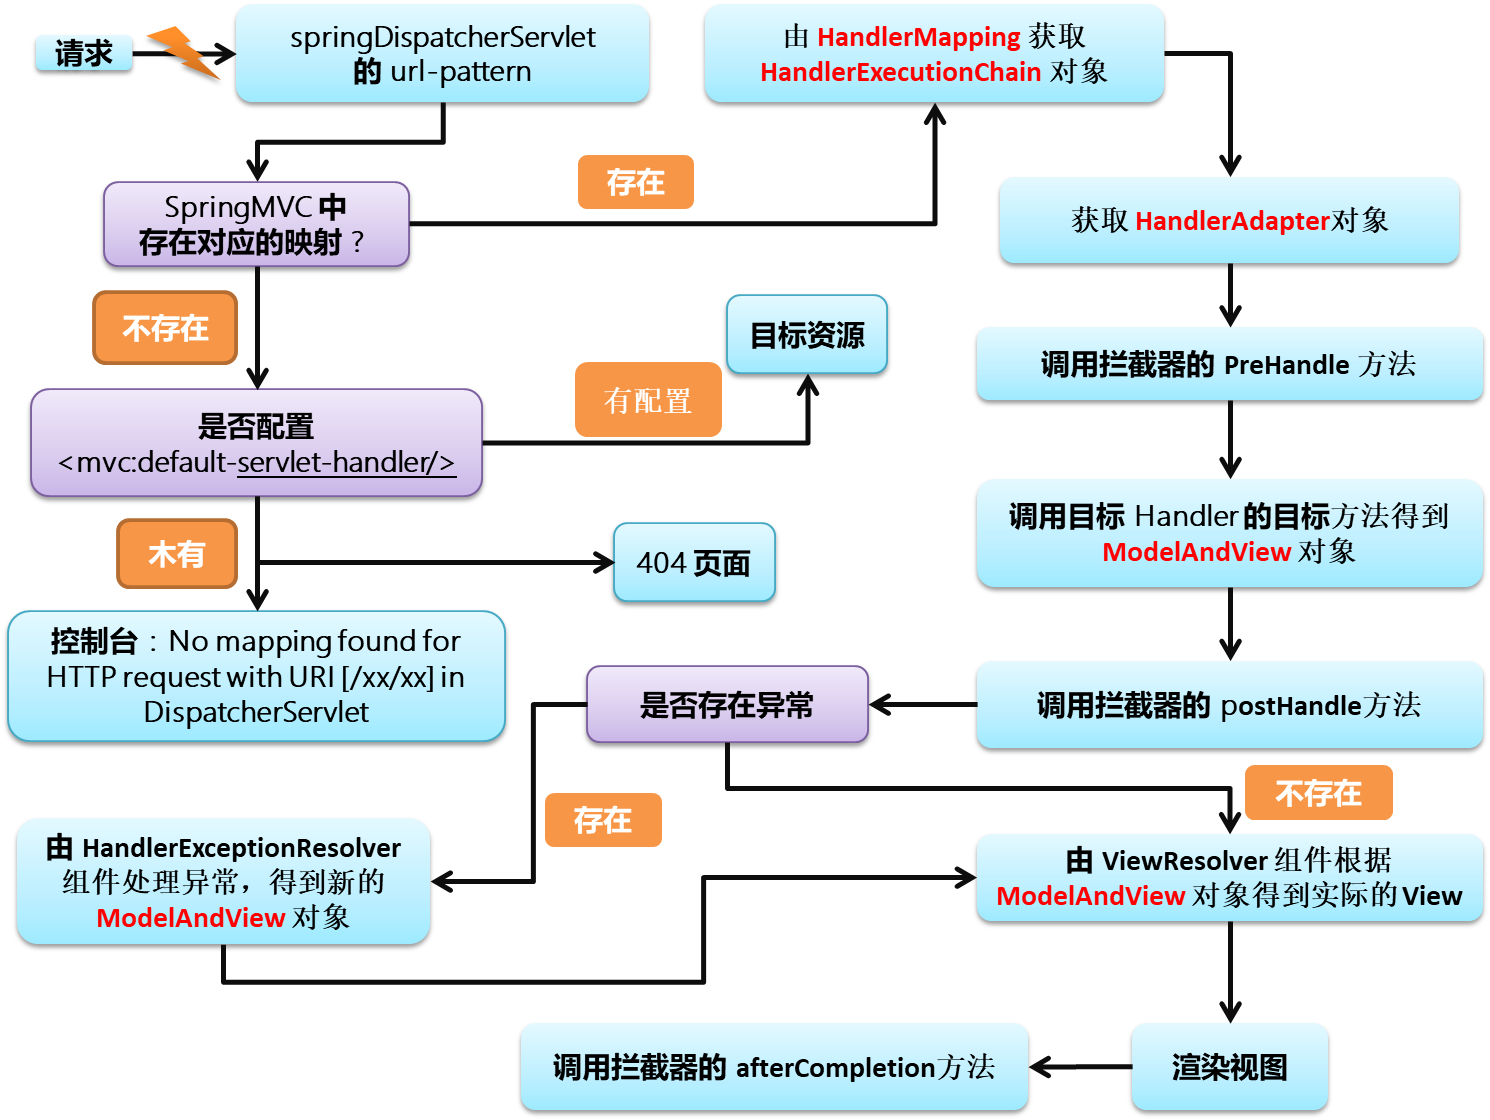 请求
springDispatcherServlet
的 url-pattern
由 HandlerMapping 获取
HandlerExecutionChain 对象
存在
SpringMVC 中
存在对应的映射？
获取 HandlerAdapter对象
不存在
目标资源
调用拦截器的 PreHandle 方法
有配置
是否配置
<mvc:default-servlet-handler/>
调用目标 Handler 的目标方法得到
ModelAndView 对象
木有
404 页面
控制台：No mapping found for
HTTP request with URI [/xx/xx] in
DispatcherServlet
是否存在异常
调用拦截器的 postHandle方法
存在
不存在
由 HandlerExceptionResolver
组件处理异常，得到新的
ModelAndView 对象
由 ViewResolver 组件根据
ModelAndView 对象得到实际的 View
调用拦截器的 afterCompletion方法
渲染视图